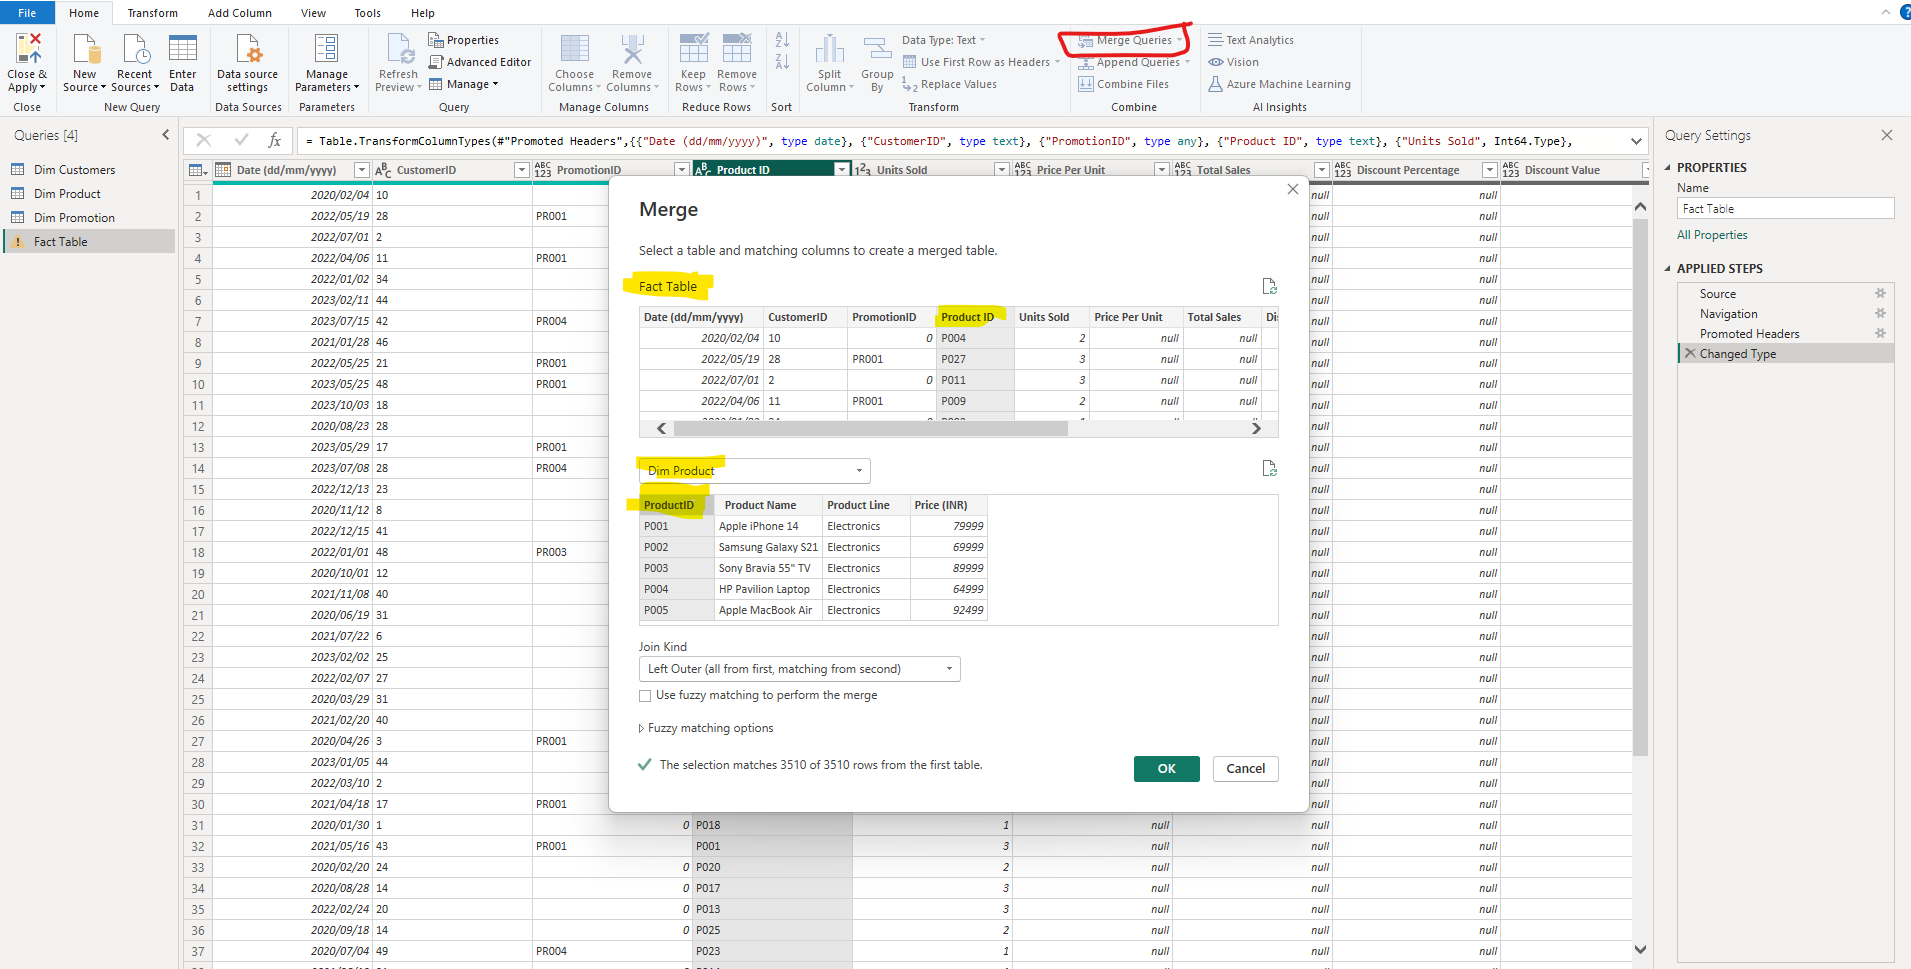 File Home Transform Add Column View Tools Help
Close & Apply
New Source
Recent Sources
Enter Data
Data source settings
Manage Parameters
Refresh Preview
Properties
Advanced Editor
Manage
Choose Columns
Remove Columns
Keep Rows
Remove Rows
Split Column
Group By
Data Type: Text
Use First Row as Headers
Replace Values
Merge Queries
Append Queries
Combine Files
Text Analytics
Vision
Azure Machine Learning
Close New Query Data Sources Parameters Query Manage Columns Reduce Rows Sort Transform Combine AI Insights
Queries [4]
Dim Customers
Dim Product
Dim Promotion
Fact Table
= Table.TransformColumnTypes(#"Promoted Headers",{{"Date (dd/mm/yyyy)", type date}, {"CustomerID", type text}, {"PromotionID", type any}, {"Product ID", type text}, {"Units Sold", Int64.Type},
Date (dd/mm/yyyy) CustomerID PromotionID Product ID Units Sold Price Per Unit Total Sales Discount Percentage Discount Value
1 2020/02/04 10 null null
2 2022/05/19 28 PR001 null null
3 2022/07/01 2 null null
4 2022/04/06 11 PR001 null null
5 2022/01/02 34 null null
6 2023/02/11 44 null null
7 2023/07/15 42 PR004 null null
8 2021/01/28 46 null null
9 2022/05/25 21 PR001 null null
10 2023/05/25 48 PR001 null null
11 2023/10/03 18 null null
12 2020/08/23 28 null null
13 2023/05/29 17 PR001 null null
14 2023/07/08 28 PR004 null null
15 2022/12/13 23 null null
16 2020/11/12 8 null null
17 2022/12/15 41 null null
18 2022/01/01 48 PR003 null null
19 2020/10/01 12 null null
20 2021/11/08 40 null null
21 2020/06/19 31 null null
22 2021/07/22 6 null null
23 2023/02/02 25 null null
24 2022/02/07 27 null null
25 2020/03/29 31 null null
26 2021/02/20 40 null null
27 2020/04/26 3 PR001 null null
28 2023/01/05 44 null null
29 2022/03/10 2 null null
30 2021/04/18 17 PR001 null null
31 2020/01/30 1 0 P018 1 null null null
32 2021/05/16 43 PR001 P001 3 null null null
33 2020/02/20 24 0 P020 2 null null null
34 2020/08/28 14 0 P017 3 null null null
35 2022/02/24 20 0 P013 3 null null null
36 2020/09/18 14 0 P025 2 null null null
37 2020/07/04 49 PR004 P023 1 null null null
Merge
Select a table and matching columns to create a merged table.
Fact Table
Date (dd/mm/yyyy) CustomerID PromotionID Product ID Units Sold Price Per Unit Total Sales Di
2020/02/04 10 0 P004 2 null null
2022/05/19 28 PR001 P027 3 null null
2022/07/01 2 0 P011 3 null null
2022/04/06 11 PR001 P009 2 null null
Dim Product
ProductID Product Name Product Line Price (INR)
P001 Apple iPhone 14 Electronics 79999
P002 Samsung Galaxy S21 Electronics 69999
P003 Sony Bravia 55" TV Electronics 89999
P004 HP Pavilion Laptop Electronics 64999
P005 Apple MacBook Air Electronics 92499
Join Kind
Left Outer (all from first, matching from second)
Use fuzzy matching to perform the merge
Fuzzy matching options
The selection matches 3510 of 3510 rows from the first table.
OK Cancel
Query Settings
PROPERTIES
Name
Fact Table
All Properties
APPLIED STEPS
Source
Navigation
Promoted Headers
Changed Type